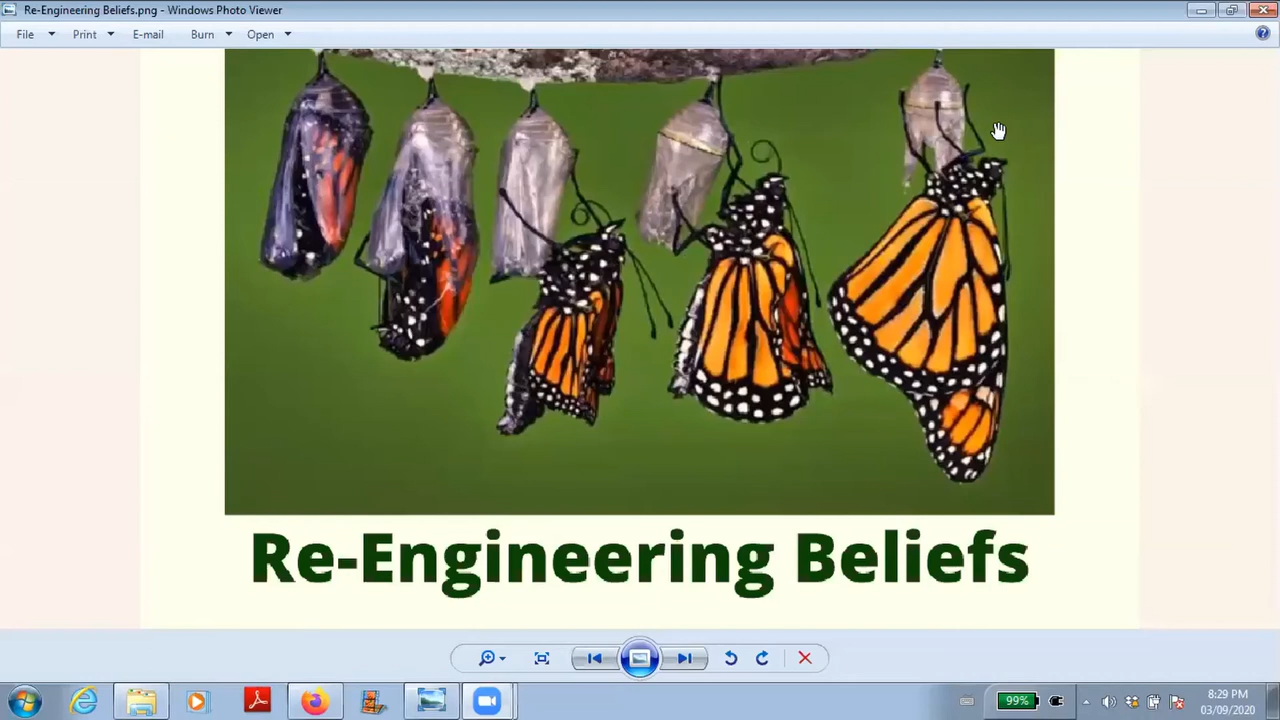 Re-Engineering Beliefs.png - Windows Photo Viewer
File Print E-mail Burn Open
Re-Engineering Beliefs
99%
8:29 PM
03/09/2020